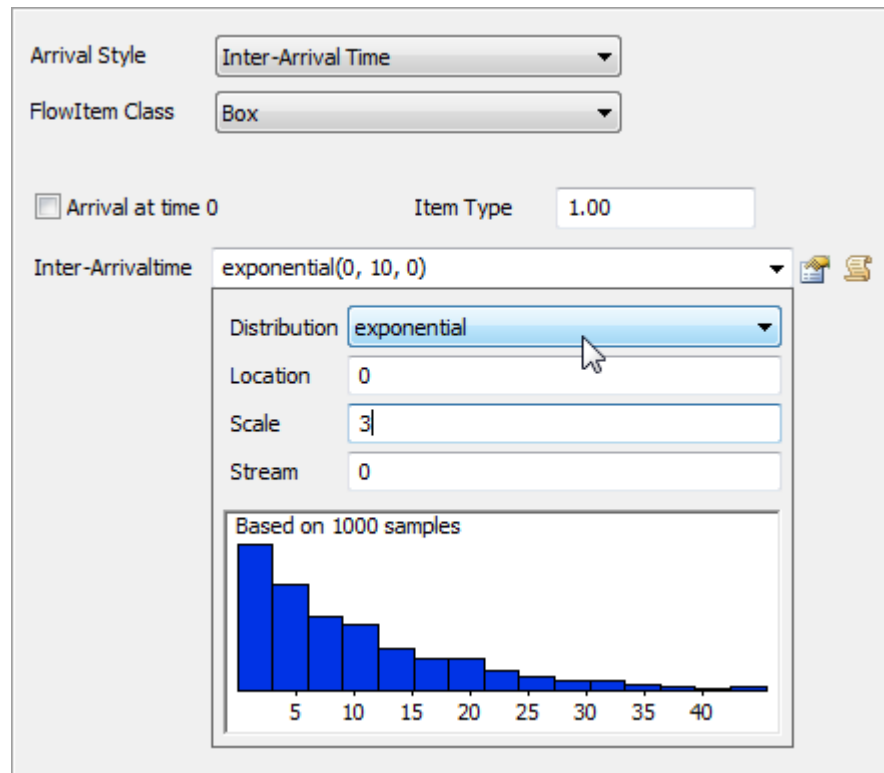 Arrival Style Inter-Arrival Time
FlowItem Class Box
Arrival at time 0 Item Type 1.00
Inter-Arrivaltime exponential(0, 10, 0)
Distribution exponential
Location 0
Scale 3
Stream 0
Based on 1000 samples
5 10 15 20 25 30 35 40